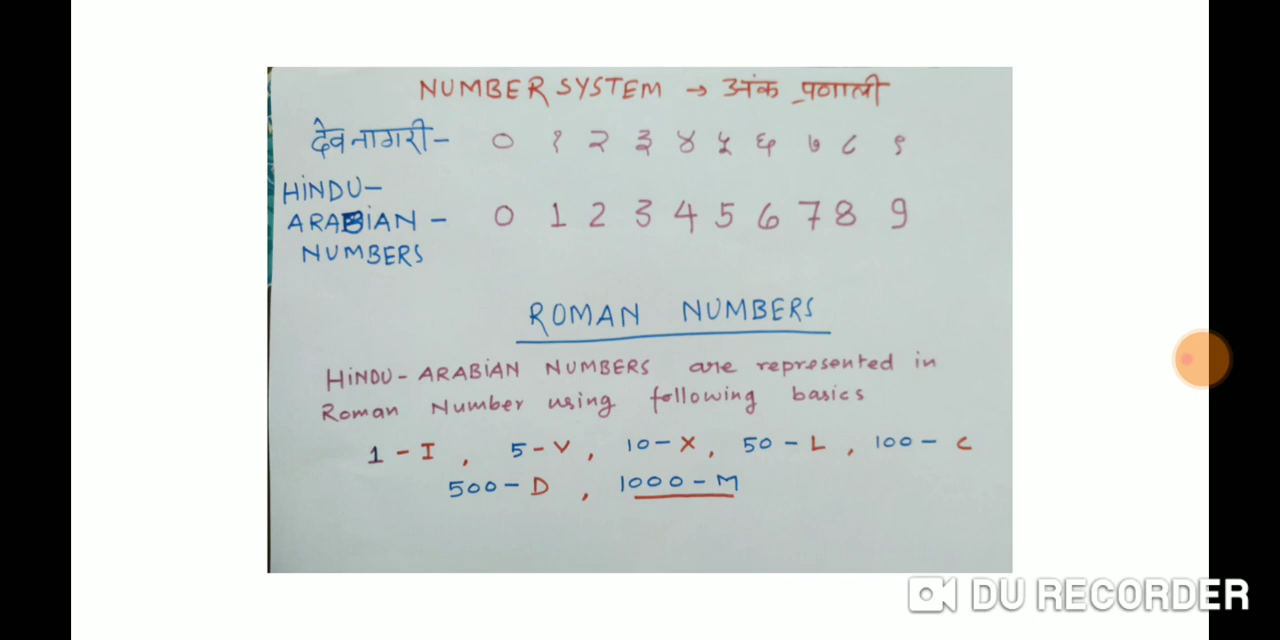 NUMBER SYSTEM → अंक प्रणाली
देवनागरी - ० १ २ ३ ४ ५ ६ ७ ८ ९
HINDU-
ARABIAN - 0 1 2 3 4 5 6 7 8 9
NUMBERS
ROMAN NUMBERS
HINDU-ARABIAN NUMBERS are represented in
Roman Number using following basics
1 - I , 5 - V , 10 - X , 50 - L , 100 - C
500 - D , 1000 - M
DU RECORDER